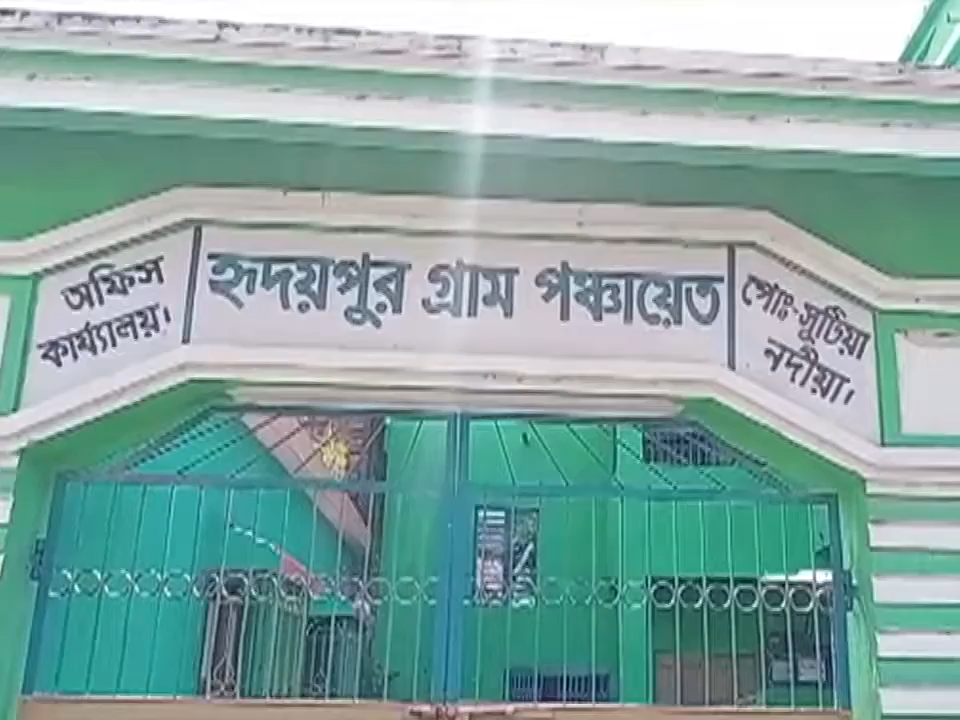 অফিস
কার্য্যালয়।
হৃদয়পুর গ্রাম পঞ্চায়েত
পোঃ-সুটিয়া
নদীয়া।